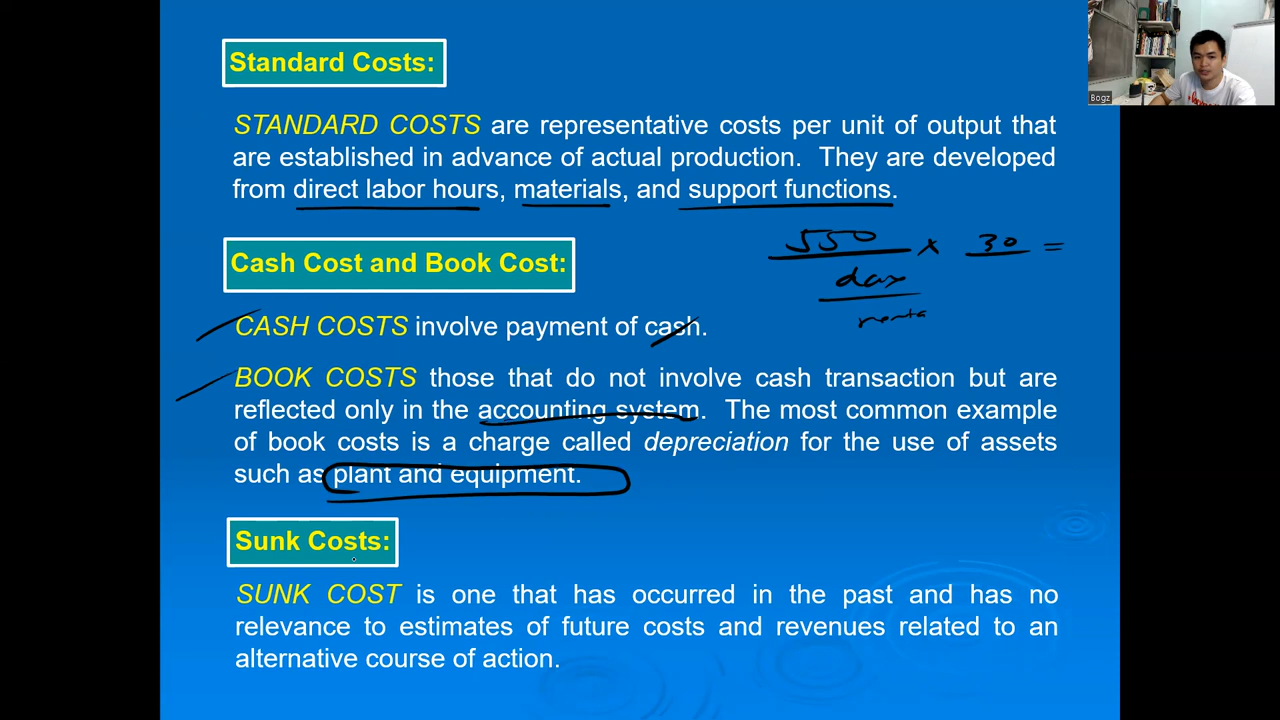 Standard Costs:
STANDARD COSTS are representative costs per unit of output that
are established in advance of actual production. They are developed
from direct labor hours, materials, and support functions.
550 × 30 =
day
Cash Cost and Book Cost:
CASH COSTS involve payment of cash.
BOOK COSTS those that do not involve cash transaction but are
reflected only in the accounting system. The most common example
of book costs is a charge called depreciation for the use of assets
such as plant and equipment.
Sunk Costs:
SUNK COST is one that has occurred in the past and has no
relevance to estimates of future costs and revenues related to an
alternative course of action.
Bogz